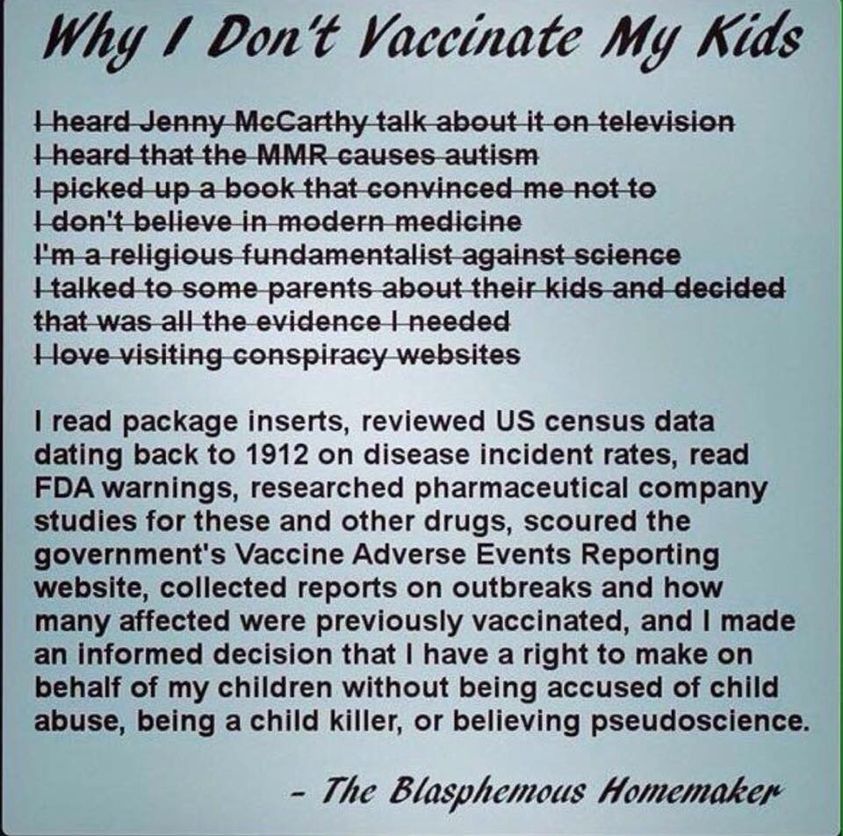 Why I Don't Vaccinate My Kids
I heard Jenny McCarthy talk about it on television
I heard that the MMR causes autism
I picked up a book that convinced me not to
I don't believe in modern medicine
I'm a religious fundamentalist against science
I talked to some parents about their kids and decided
that was all the evidence I needed
I love visiting conspiracy websites
I read package inserts, reviewed US census data
dating back to 1912 on disease incident rates, read
FDA warnings, researched pharmaceutical company
studies for these and other drugs, scoured the
government's Vaccine Adverse Events Reporting
website, collected reports on outbreaks and how
many affected were previously vaccinated, and I made
an informed decision that I have a right to make on
behalf of my children without being accused of child
abuse, being a child killer, or believing pseudoscience.
- The Blasphemous Homemaker